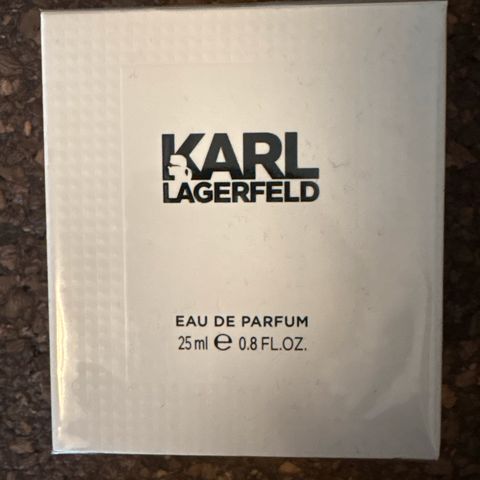 KARL
LAGERFELD
EAU DE PARFUM
25 ml ℮ 0.8 FL.OZ.